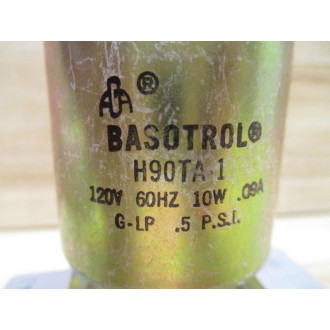 ®
BASOTROL®
H90TA-1
120V 60HZ 10W .09A
G-LP .5 P.S.I.